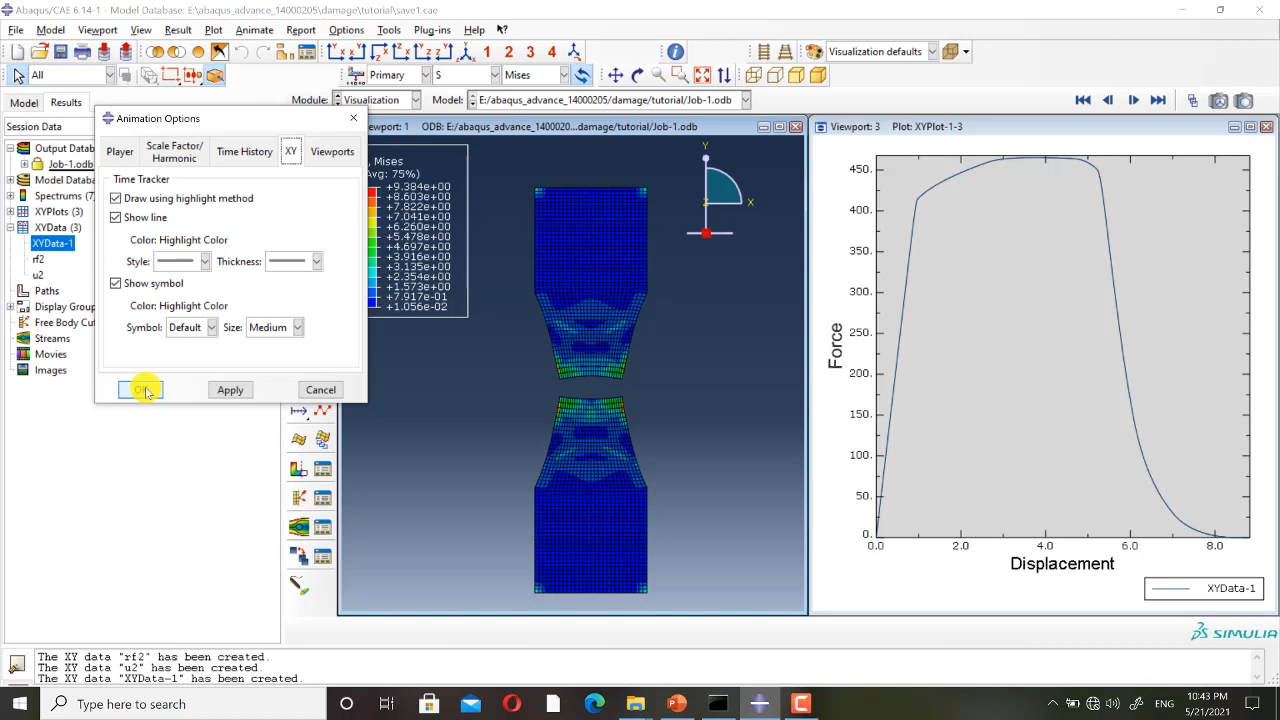 Abaqus/CAE 6.14-1 - Model Database: E:\abaqus_advance_14000205\damage\tutorial\save1.cae
File Model Viewport View Result Plot Animate Report Options Tools Plug-ins Help
1 2 3 4 Visualization defaults
All Primary S Mises
Model Results Module: Visualization Model: E:/abaqus_advance_14000205/damage/tutorial/Job-1.odb
Session Data
Output Datab
Job-1.odb
Model Databa
Spectrums (7)
XYPlots (3)
XYData (3)
XYData-1
rf2
u2
Paths
Display Group
Free Body Cut
Streams
Movies
Images
Animation Options
Player Scale Factor/
Harmonic Time History XY Viewports
Time Tracker
Draw using highlight method
Show line
Color: Highlight Color
Style: Thickness:
Show symbol
Color: Highlight Color
Symbol: Default Size: Medium
Apply Cancel
ewport: 1 ODB: E:/abaqus_advance_1400020...damage/tutorial/Job-1.odb
, Mises
Avg: 75%)
+9.384e+00
+8.603e+00
+7.822e+00
+7.041e+00
+6.260e+00
+5.478e+00
+4.697e+00
+3.916e+00
+3.135e+00
+2.354e+00
+1.573e+00
+7.917e-01
+1.056e-02
Y
X
Z
Viewport: 3 Plot: XYPlot-1-3
450.
400.
350.
300.
250.
200.
150.
100.
50.
0.
0.0 2.0 4.0 6.0 8.0
Force
Displacement
XYData-1
SIMULIA
The XY data "rf2" has been created.
The XY data "u2" has been created.
The XY data "XYData-1" has been created.
Type here to search
ENG
10:43 PM
5/21/2021